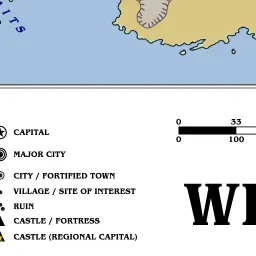 AITS
0 33
0 100
CAPITAL
MAJOR CITY
CITY / FORTIFIED TOWN
VILLAGE / SITE OF INTEREST
RUIN
CASTLE / FORTRESS
CASTLE (REGIONAL CAPITAL)